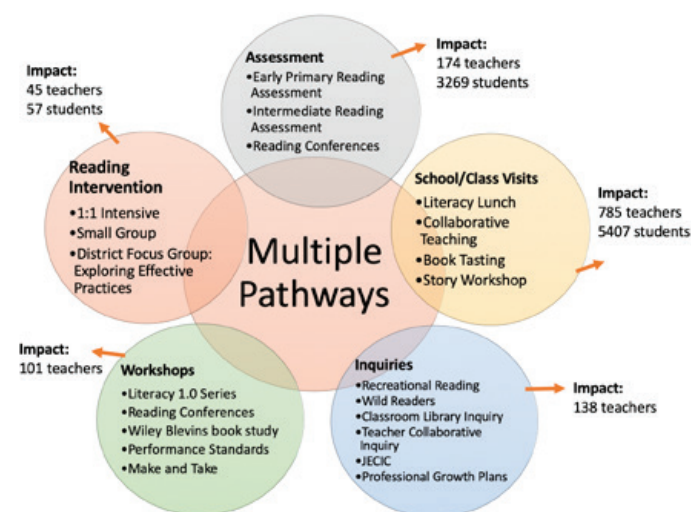 Assessment
•Early Primary Reading
Assessment
•Intermediate Reading
Assessment
•Reading Conferences
Impact:
174 teachers
3269 students
Impact:
45 teachers
57 students
Reading
Intervention
•1:1 Intensive
•Small Group
•District Focus Group:
Exploring Effective
Practices
School/Class Visits
•Literacy Lunch
•Collaborative
Teaching
•Book Tasting
•Story Workshop
Impact:
785 teachers
5407 students
Multiple
Pathways
Impact:
101 teachers
Workshops
•Literacy 1.0 Series
•Reading Conferences
•Wiley Blevins book study
•Performance Standards
•Make and Take
Inquiries
•Recreational Reading
•Wild Readers
•Classroom Library Inquiry
•Teacher Collaborative
Inquiry
•JECIC
•Professional Growth Plans
Impact:
138 teachers